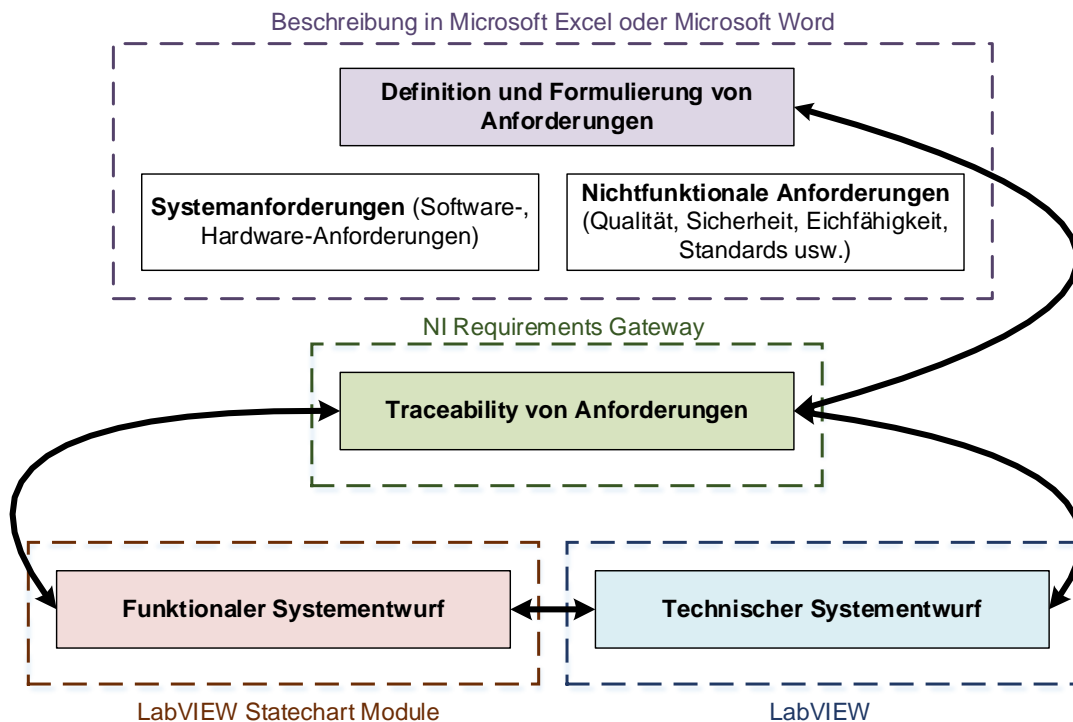 Beschreibung in Microsoft Excel oder Microsoft Word
Definition und Formulierung von
Anforderungen
Systemanforderungen (Software-,
Hardware-Anforderungen)
Nichtfunktionale Anforderungen
(Qualität, Sicherheit, Eichfähigkeit,
Standards usw.)
NI Requirements Gateway
Traceability von Anforderungen
Funktionaler Systementwurf
Technischer Systementwurf
LabVIEW Statechart Module
LabVIEW